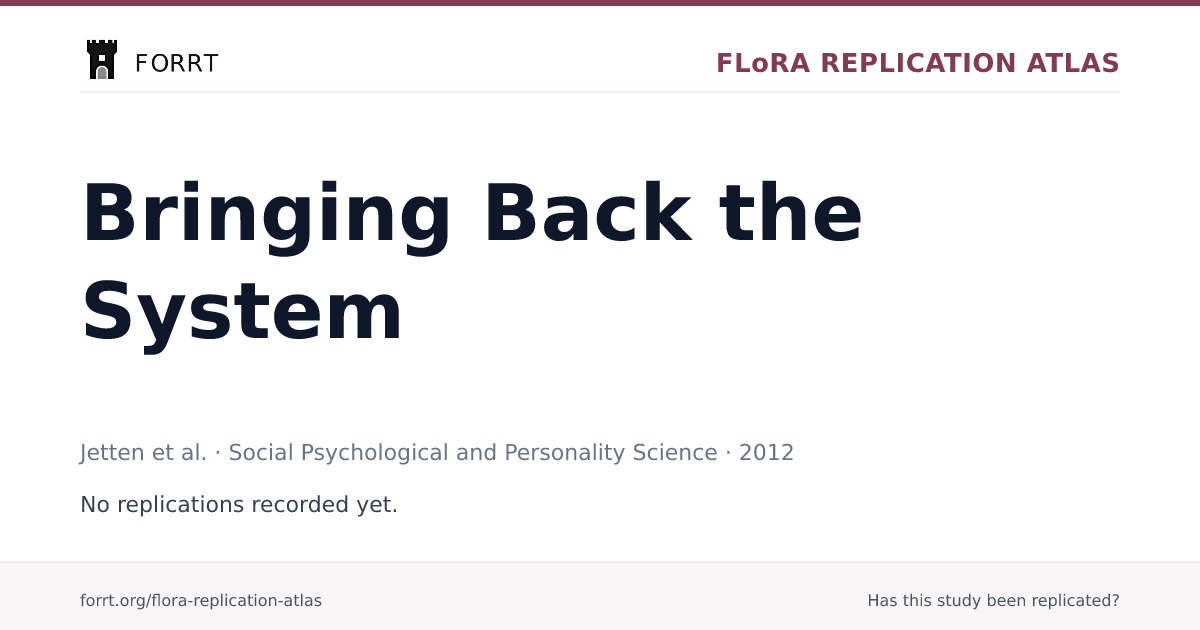 FORRT
FLoRA REPLICATION ATLAS
Bringing Back the
System
Jetten et al. · Social Psychological and Personality Science · 2012
No replications recorded yet.
forrt.org/flora-replication-atlas
Has this study been replicated?